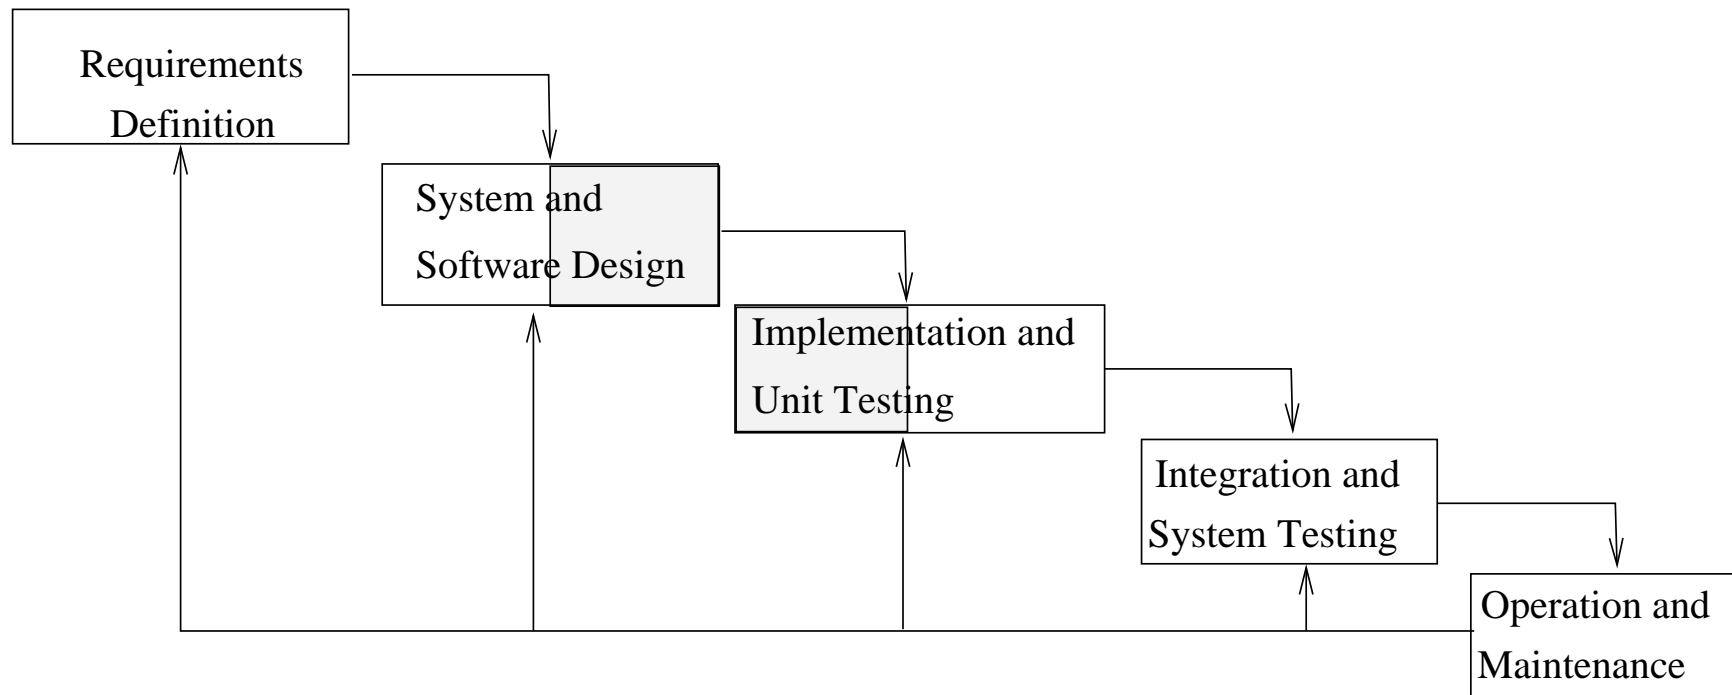 Requirements
Definition
System and
Software Design
Implementation and
Unit Testing
Integration and
System Testing
Operation and
Maintenance